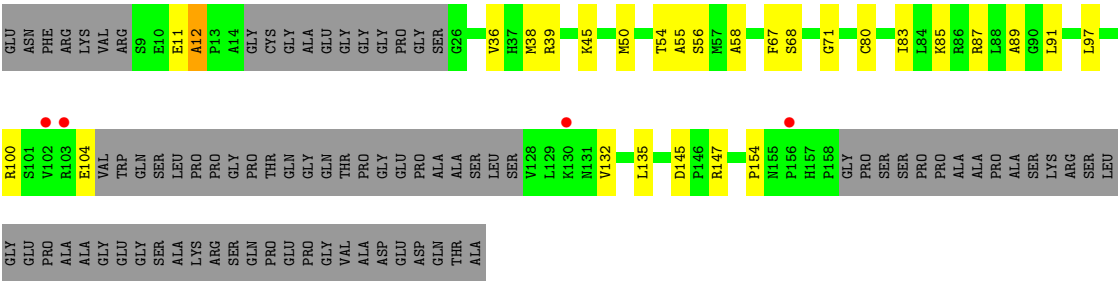 GLU ASN PHE ARG LYS VAL ARG S9 E10 E11 A12 P13 A14 GLY CYS GLY ALA GLU GLY GLY GLY PRO GLY SER G26 V36 H37 M38 R39 K45 M50 T54 A55 S56 M57 A58 F67 S68 G71 C80 I83 L84 K85 R86 R87 L88 A89 G90 L91 L97
R100 S101 V102 R103 E104 VAL TRP GLN SER LEU PRO PRO GLY PRO THR GLN GLY GLN THR PRO GLY GLU PRO ALA ALA SER LEU SER V128 L129 K130 N131 V132 L135 D145 P146 R147 P154 N155 P156 H157 P158 GLY PRO SER SER PRO PRO ALA ALA PRO ALA SER LYS ARG SER LEU
GLY GLU PRO ALA ALA GLY GLU GLY SER ALA LYS ARG SER GLN PRO GLU PRO GLY VAL ALA ASP GLU ASP GLN THR ALA